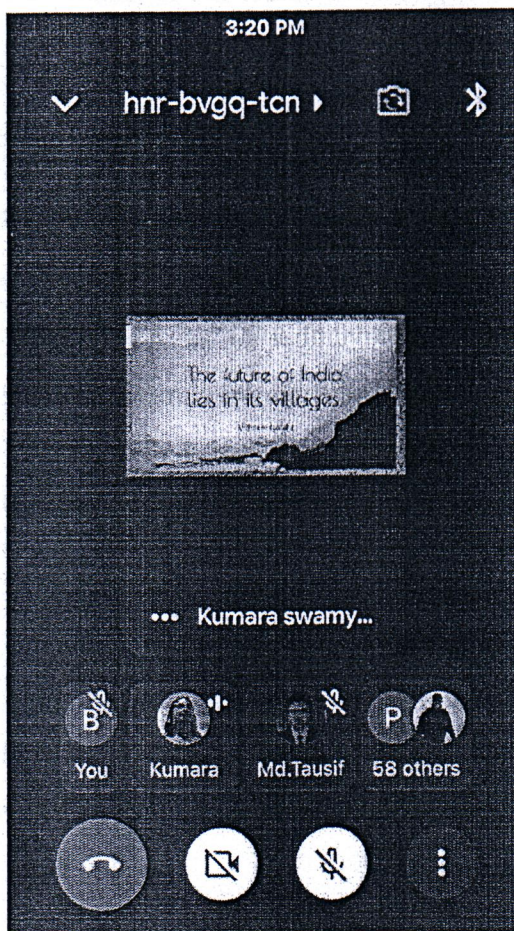 3:20 PM
hnr-bvgq-tcn
The future of India
lies in its villages
Kumara swamy...
B
P
You
Kumara
Md.Tausif
58 others